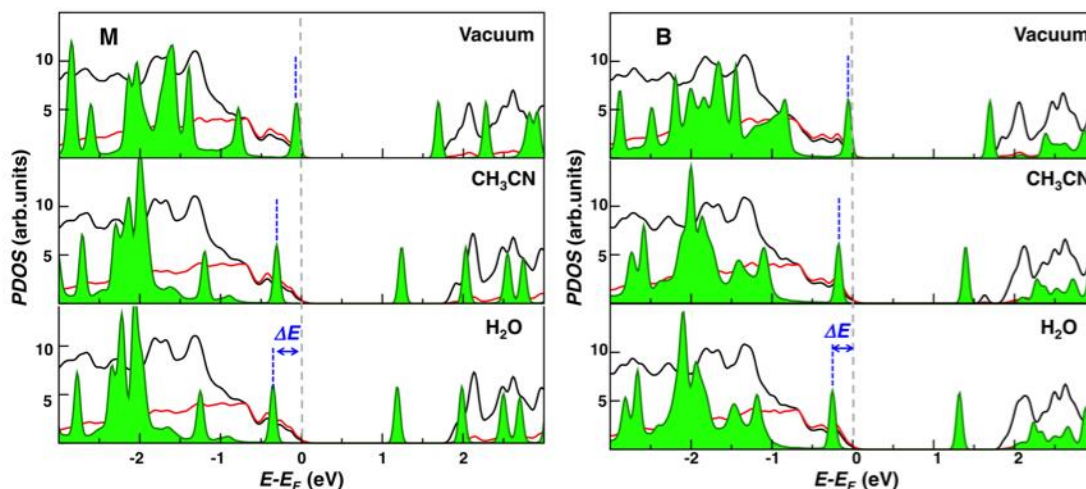 M
Vacuum
10
5
CH₃CN
10
5
H₂O
ΔE
10
5
-2
-1
0
1
2
E-E_F (eV)
PDOS (arb.units)
B
Vacuum
10
5
CH₃CN
10
5
H₂O
ΔE
10
5
-2
-1
0
1
2
E-E_F (eV)
PDOS (arb.units)